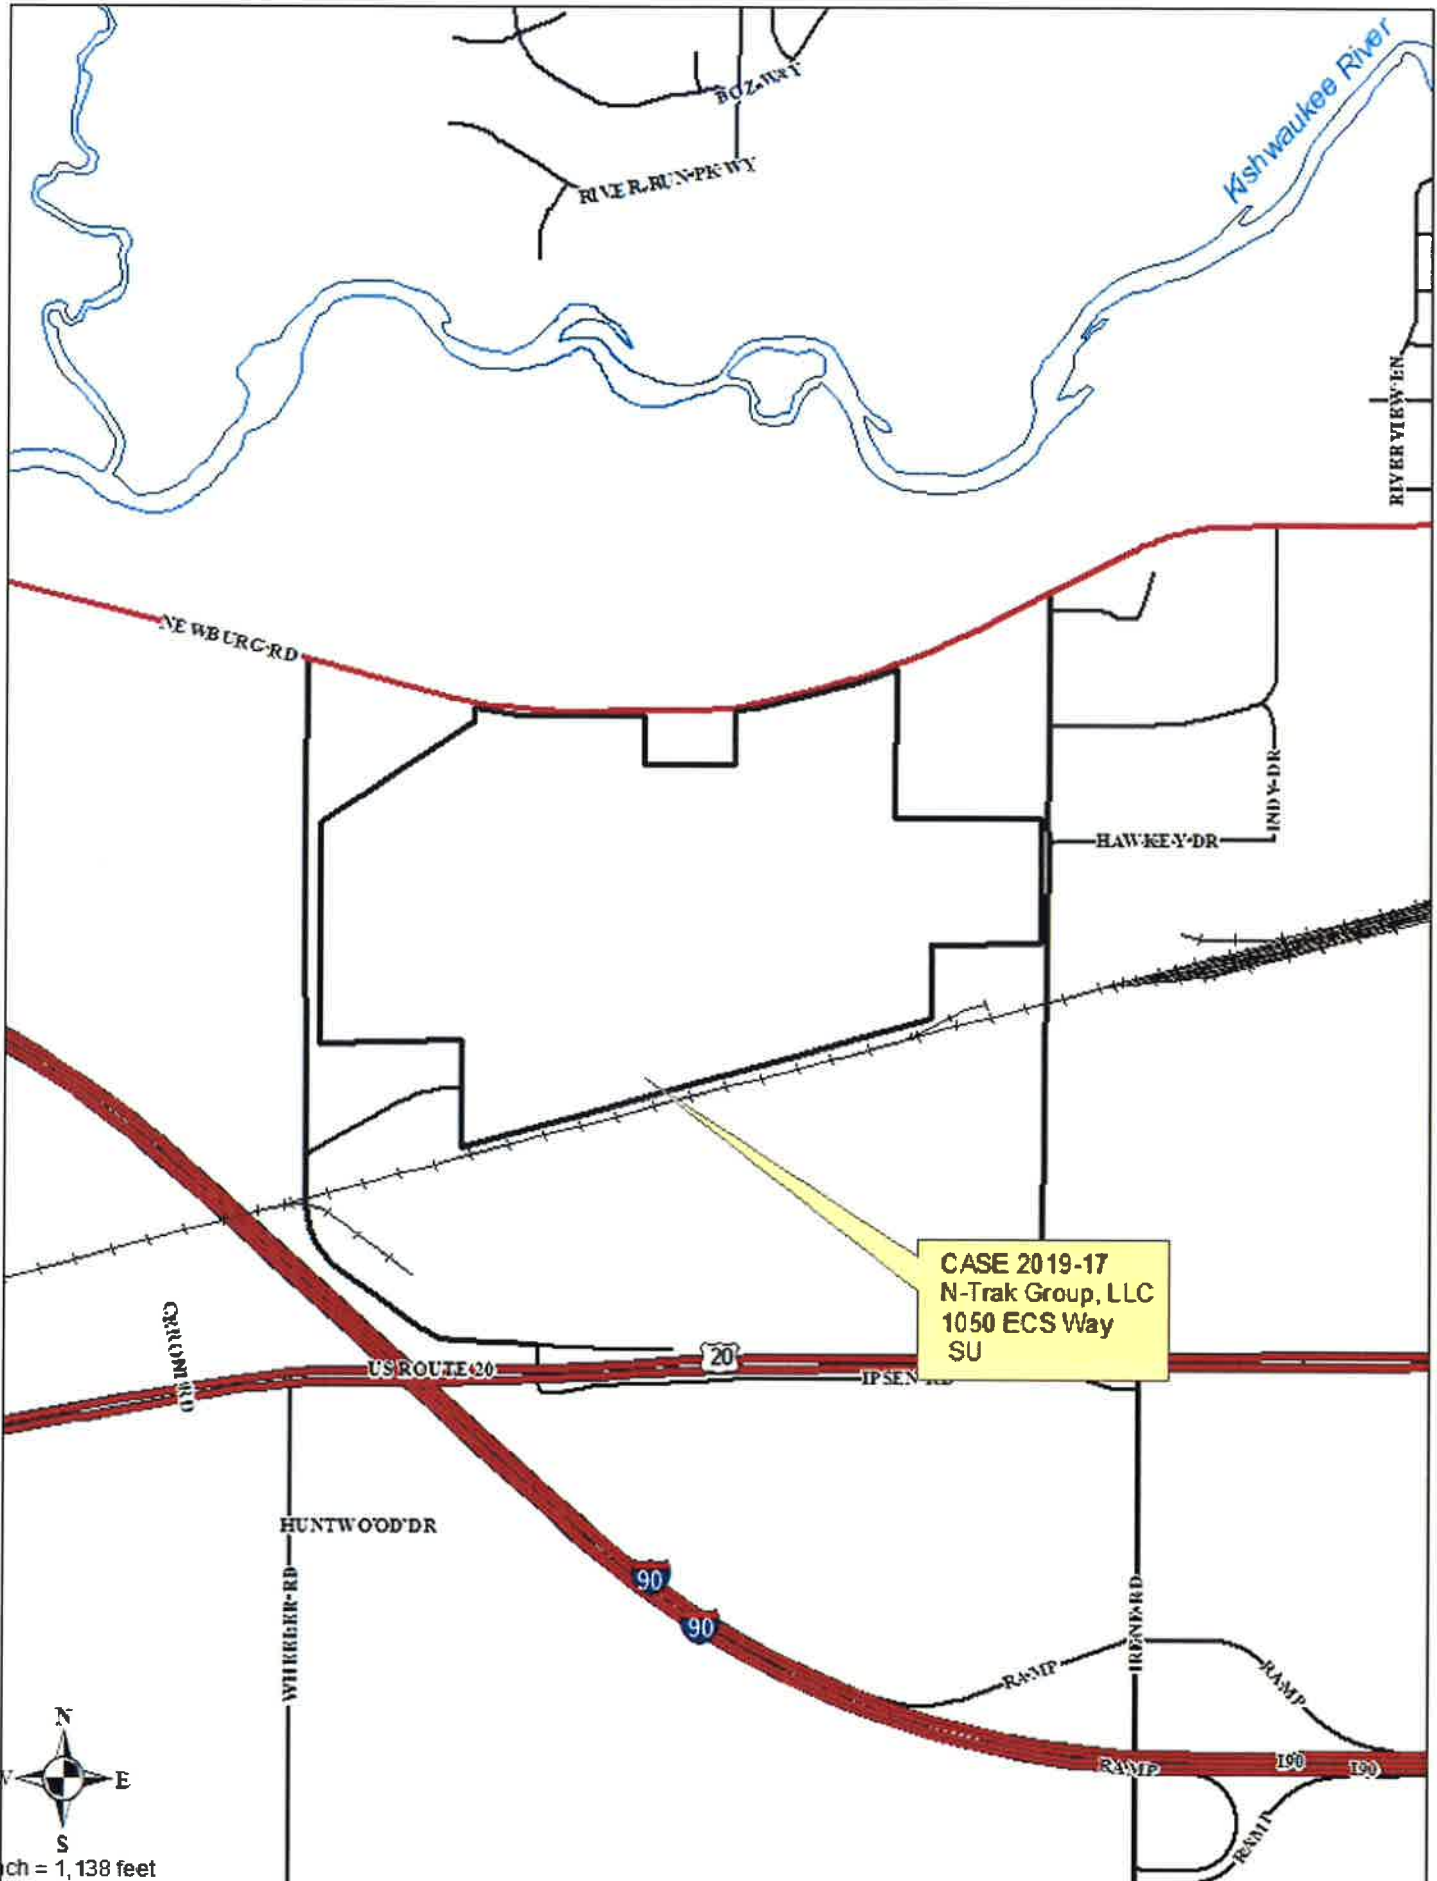 BOZ WAY
Kishwaukee River
RIVER RUN PKWY
RIVERVIEW LN
NEWBURG RD
INDY DR
HAWKEY DR
CASE 2019-17
N-Trak Group, LLC
1050 ECS Way
SU
ORRON RD
US ROUTE 20
20
IPSEN RD
HUNTWOOD DR
WHEELER RD
90
90
IRENE RD
RAMP
RAMP
RAMP
I90
I90
RAMP
N
E
S
ch = 1,138 feet